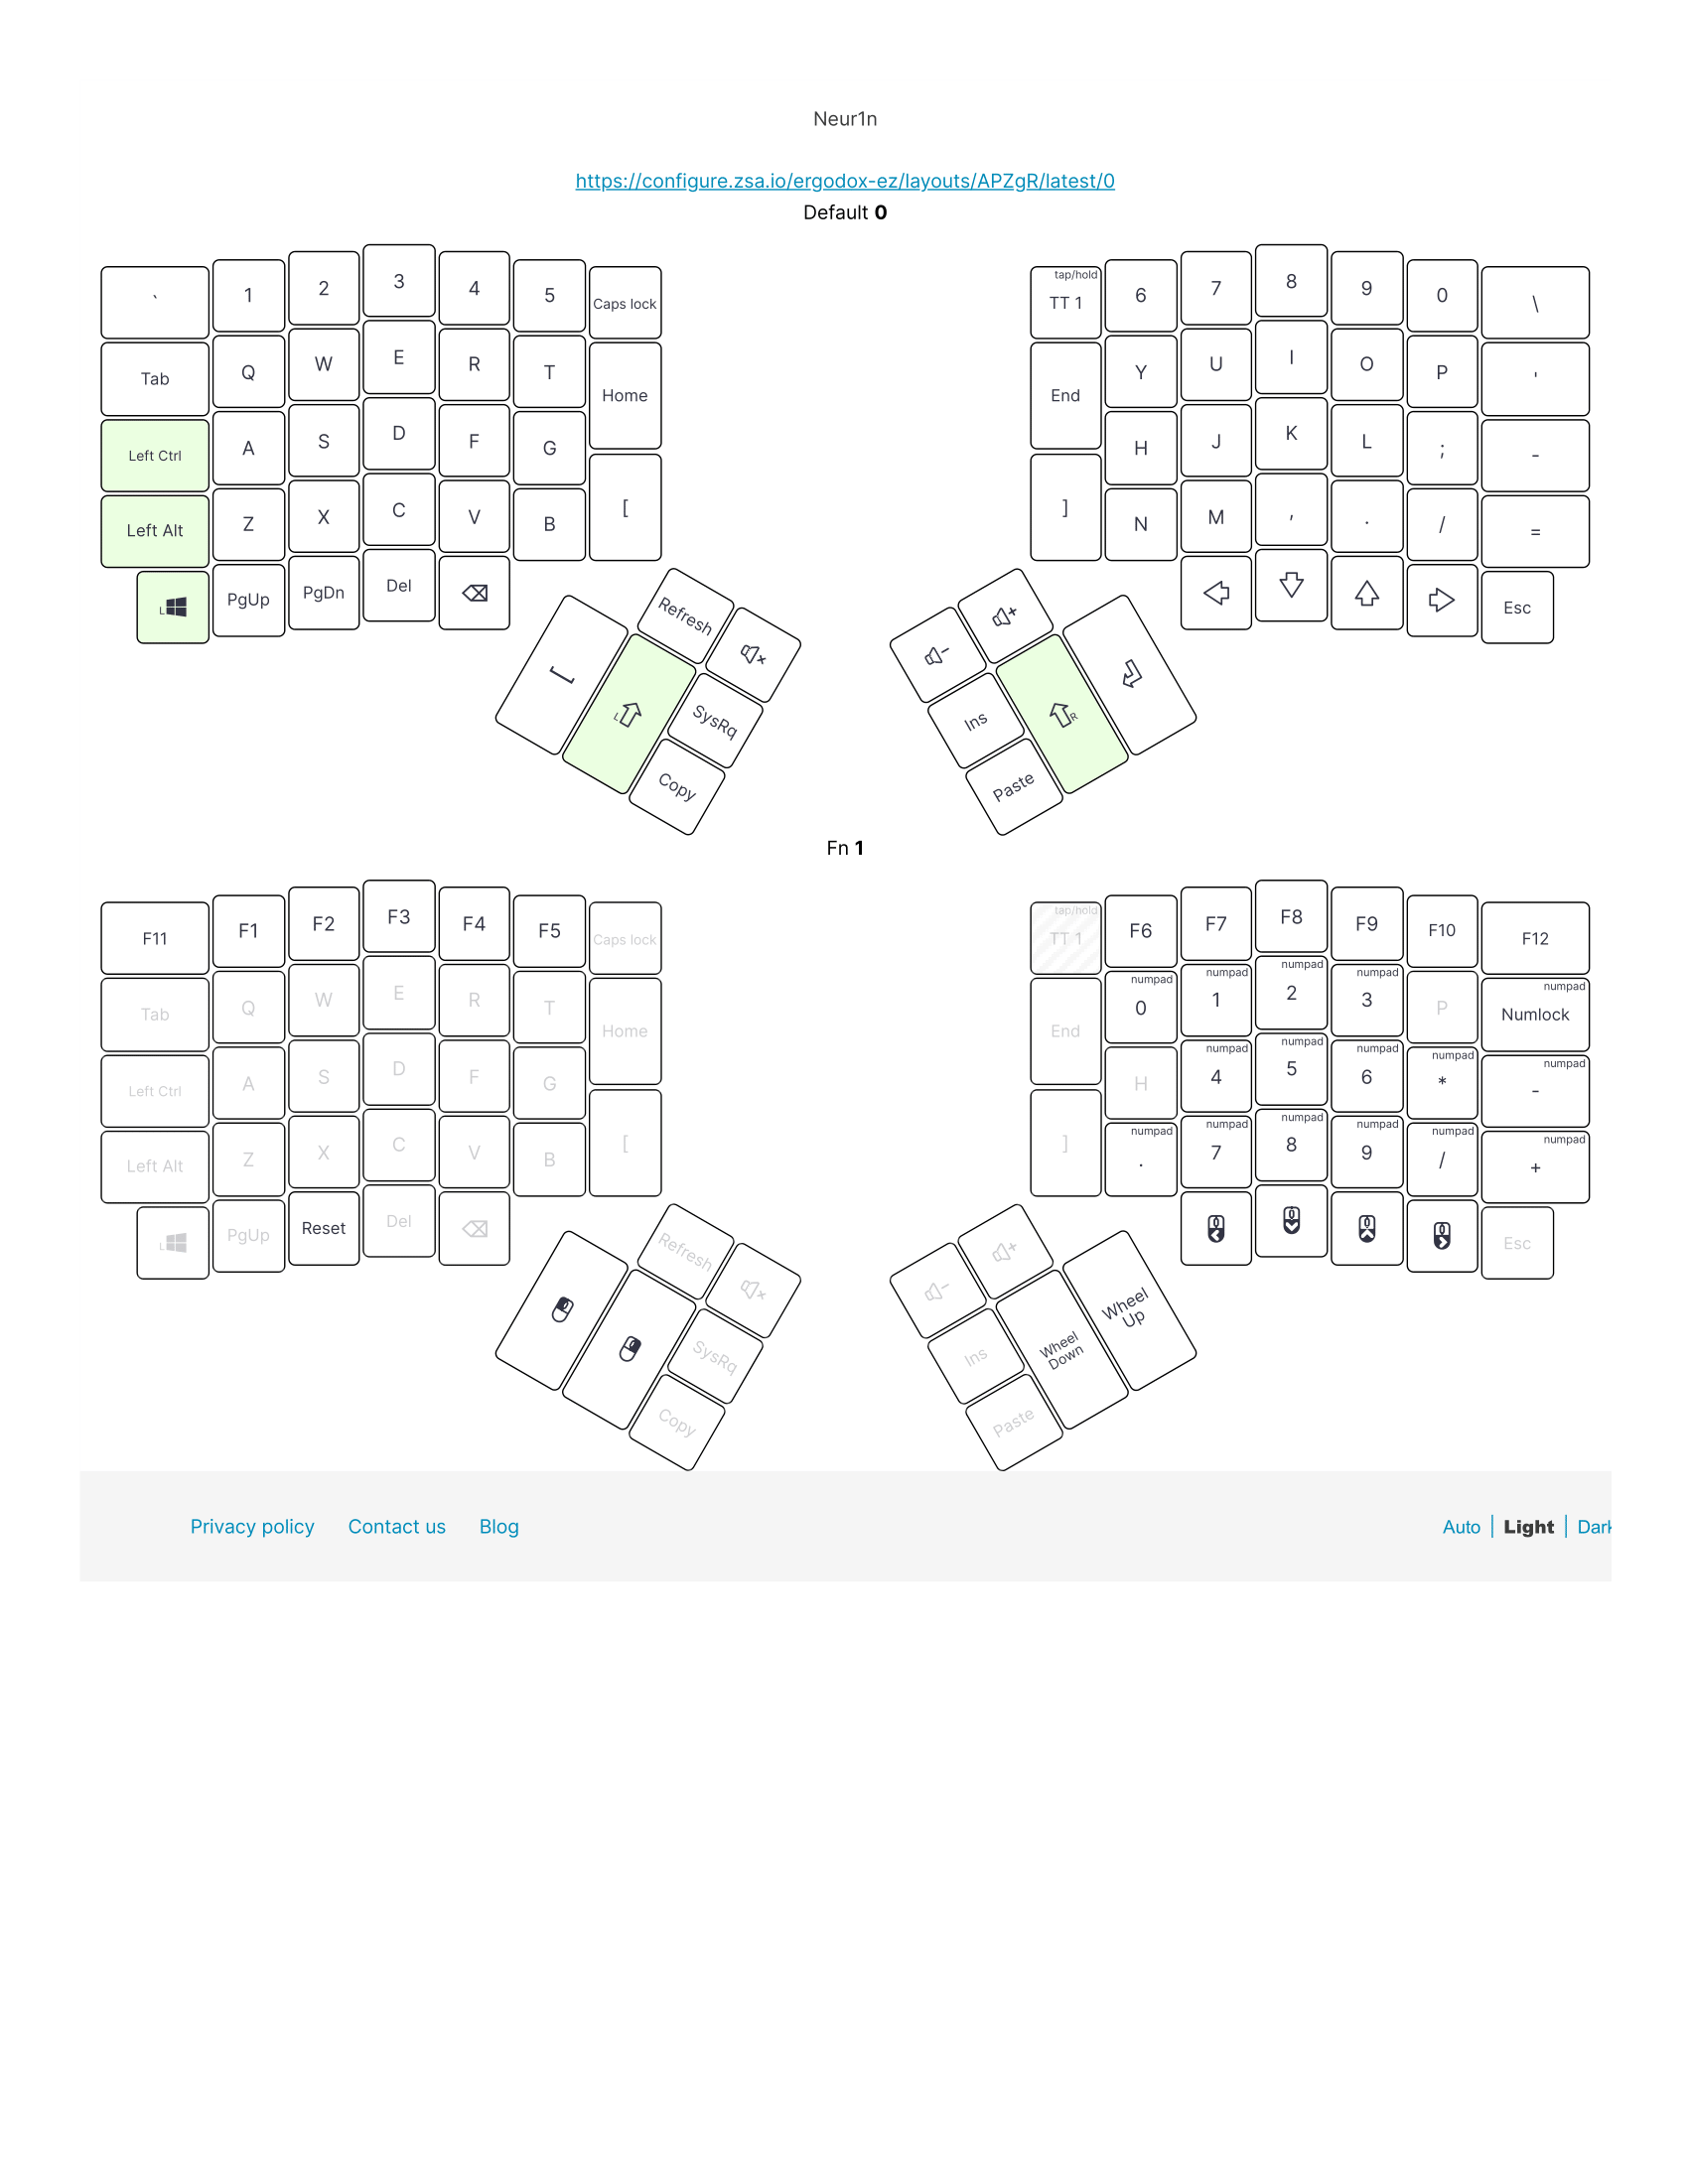 Neur1n
https://configure.zsa.io/ergodox-ez/layouts/APZgR/latest/0
Default 0
` 1 2 3 4 5 Caps lock
tap/hold
TT 1 6 7 8 9 0 \
Tab Q W E R T Home
End Y U I O P '
Left Ctrl A S D F G
H J K L ; -
Left Alt Z X C V B [
] N M , . / =
L PgUp PgDn Del
Esc
Refresh
L SysRq
Copy
Ins R
Paste
Fn 1
F11 F1 F2 F3 F4 F5 Caps lock
tap/hold
TT 1 F6 F7 F8 F9 F10 F12
Tab Q W E R T Home
numpad numpad numpad numpad numpad
End 0 1 2 3 P Numlock
Left Ctrl A S D F G
numpad numpad numpad numpad numpad
H 4 5 6 * -
Left Alt Z X C V B [
numpad numpad numpad numpad numpad numpad
] . 7 8 9 / +
L PgUp Reset Del
Esc
Refresh
SysRq
Copy
Wheel
Up
Ins
Wheel
Down
Paste
Privacy policy Contact us Blog
Auto | Light | Dark